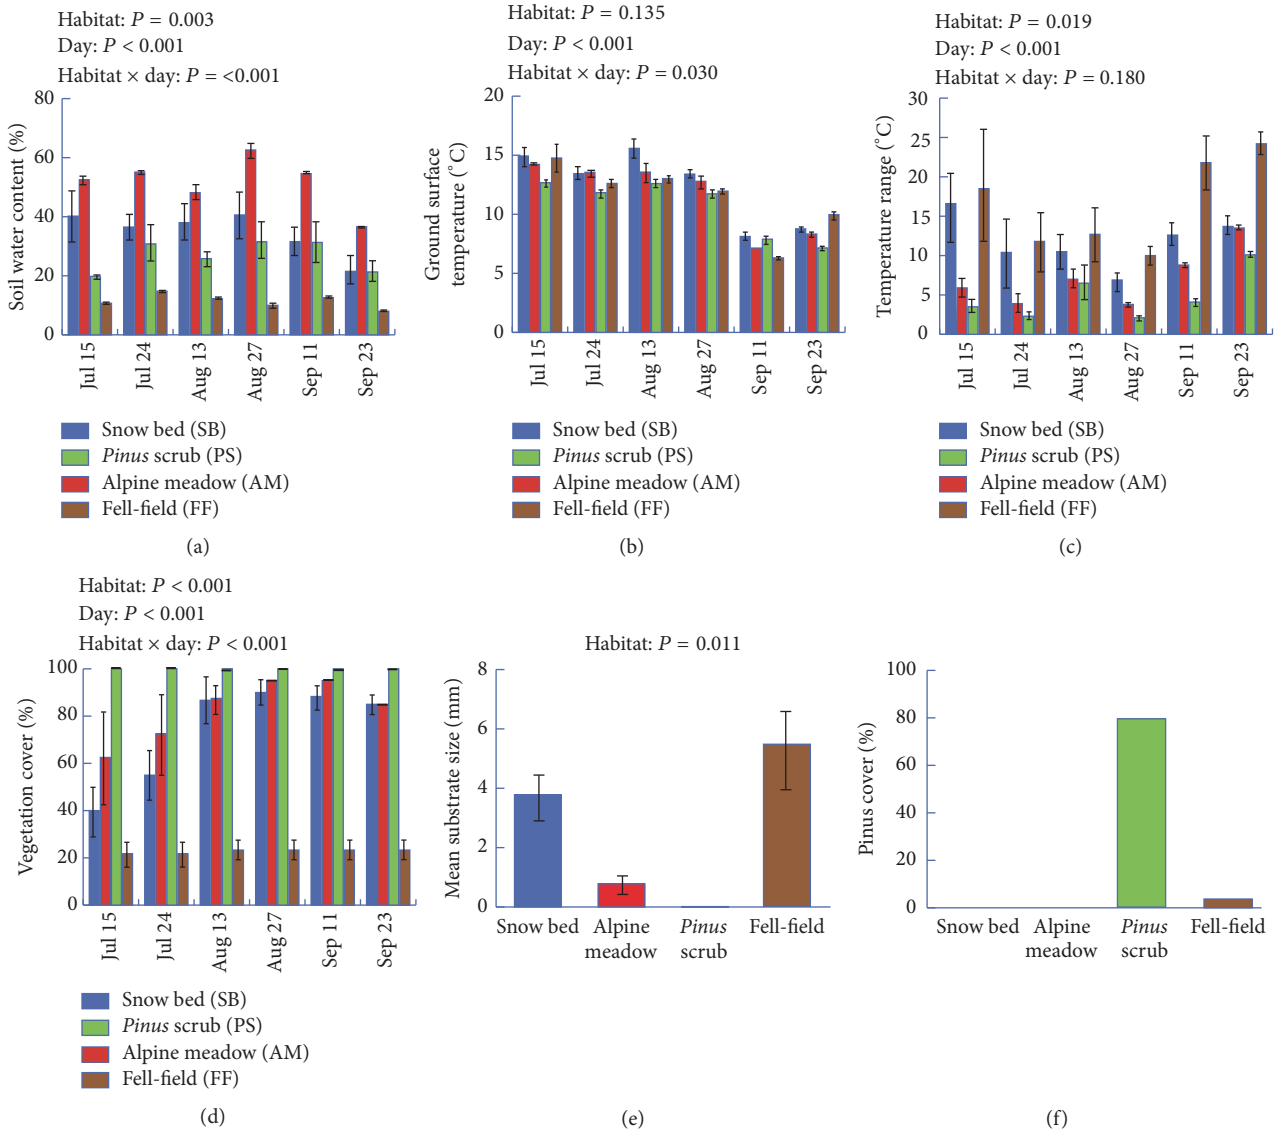 Habitat: P = 0.003
Day: P < 0.001
Habitat × day: P = <0.001
Soil water content (%)
80
60
40
20
0
Jul 15
Jul 24
Aug 13
Aug 27
Sep 11
Sep 23
Snow bed (SB)
Pinus scrub (PS)
Alpine meadow (AM)
Fell-field (FF)
(a)
Habitat: P = 0.135
Day: P < 0.001
Habitat × day: P = 0.030
Ground surface
temperature (°C)
20
15
10
5
0
Jul 15
Jul 24
Aug 13
Aug 27
Sep 11
Sep 23
Snow bed (SB)
Pinus scrub (PS)
Alpine meadow (AM)
Fell-field (FF)
(b)
Habitat: P = 0.019
Day: P < 0.001
Habitat × day: P = 0.180
Temperature range (°C)
30
25
20
15
10
5
0
Jul 15
Jul 24
Aug 13
Aug 27
Sep 11
Sep 23
Snow bed (SB)
Pinus scrub (PS)
Alpine meadow (AM)
Fell-field (FF)
(c)
Habitat: P < 0.001
Day: P < 0.001
Habitat × day: P < 0.001
Vegetation cover (%)
100
80
60
40
20
0
Jul 15
Jul 24
Aug 13
Aug 27
Sep 11
Sep 23
Snow bed (SB)
Pinus scrub (PS)
Alpine meadow (AM)
Fell-field (FF)
(d)
Habitat: P = 0.011
Mean substrate size (mm)
8
6
4
2
0
Snow bed
Alpine
meadow
Pinus
scrub
Fell-field
(e)
Pinus cover (%)
100
80
60
40
20
0
Snow bed
Alpine
meadow
Pinus
scrub
Fell-field
(f)